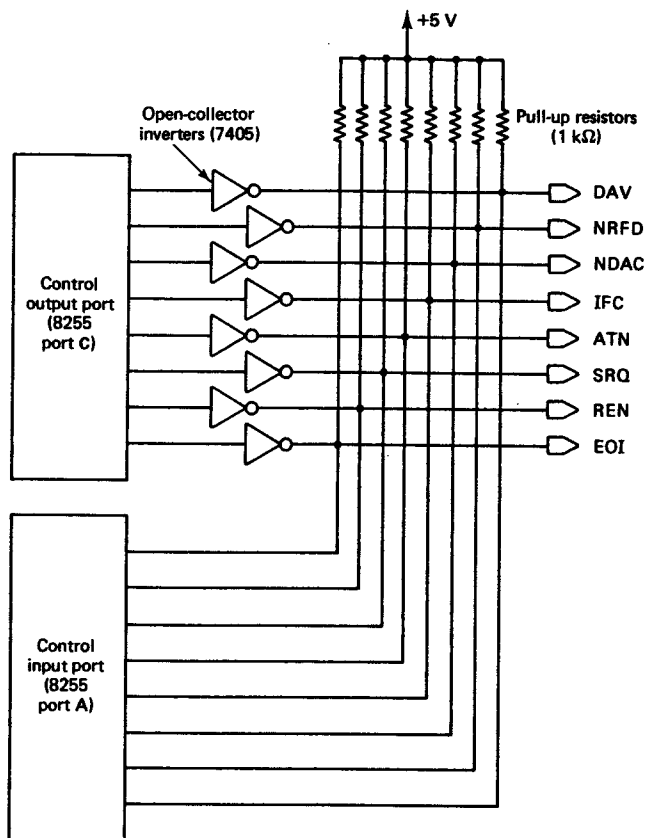 +5 V
Open-collector
inverters (7405)
Pull-up resistors
(1 kΩ)
DAV
NRFD
NDAC
IFC
ATN
SRQ
REN
EOI
Control
output port
(8255
port C)
Control
input port
(8255
port A)